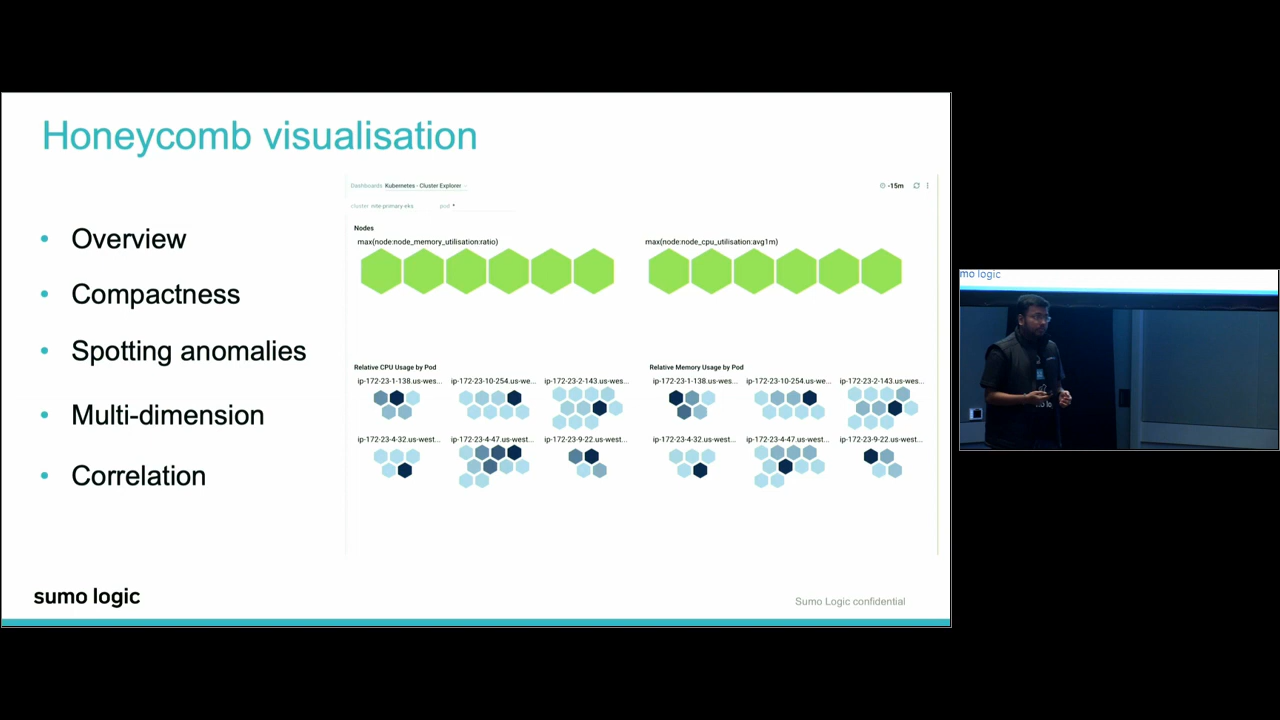 Honeycomb visualisation
• Overview
• Compactness
• Spotting anomalies
• Multi-dimension
• Correlation
Dashboards Kubernetes - Cluster Explorer
-15m
cluster nite-primary-eks pod *
Nodes
max(node:node_memory_utilisation:ratio)
max(node:node_cpu_utilisation:avg1m)
Relative CPU Usage by Pod
ip-172-23-1-138.us-wes... ip-172-23-10-254.us-we... ip-172-23-2-143.us-wes...
ip-172-23-4-32.us-west... ip-172-23-4-47.us-west... ip-172-23-9-22.us-west...
Relative Memory Usage by Pod
ip-172-23-1-138.us-wes... ip-172-23-10-254.us-we... ip-172-23-2-143.us-wes...
ip-172-23-4-32.us-west... ip-172-23-4-47.us-west... ip-172-23-9-22.us-west...
sumo logic
Sumo Logic confidential
mo logic